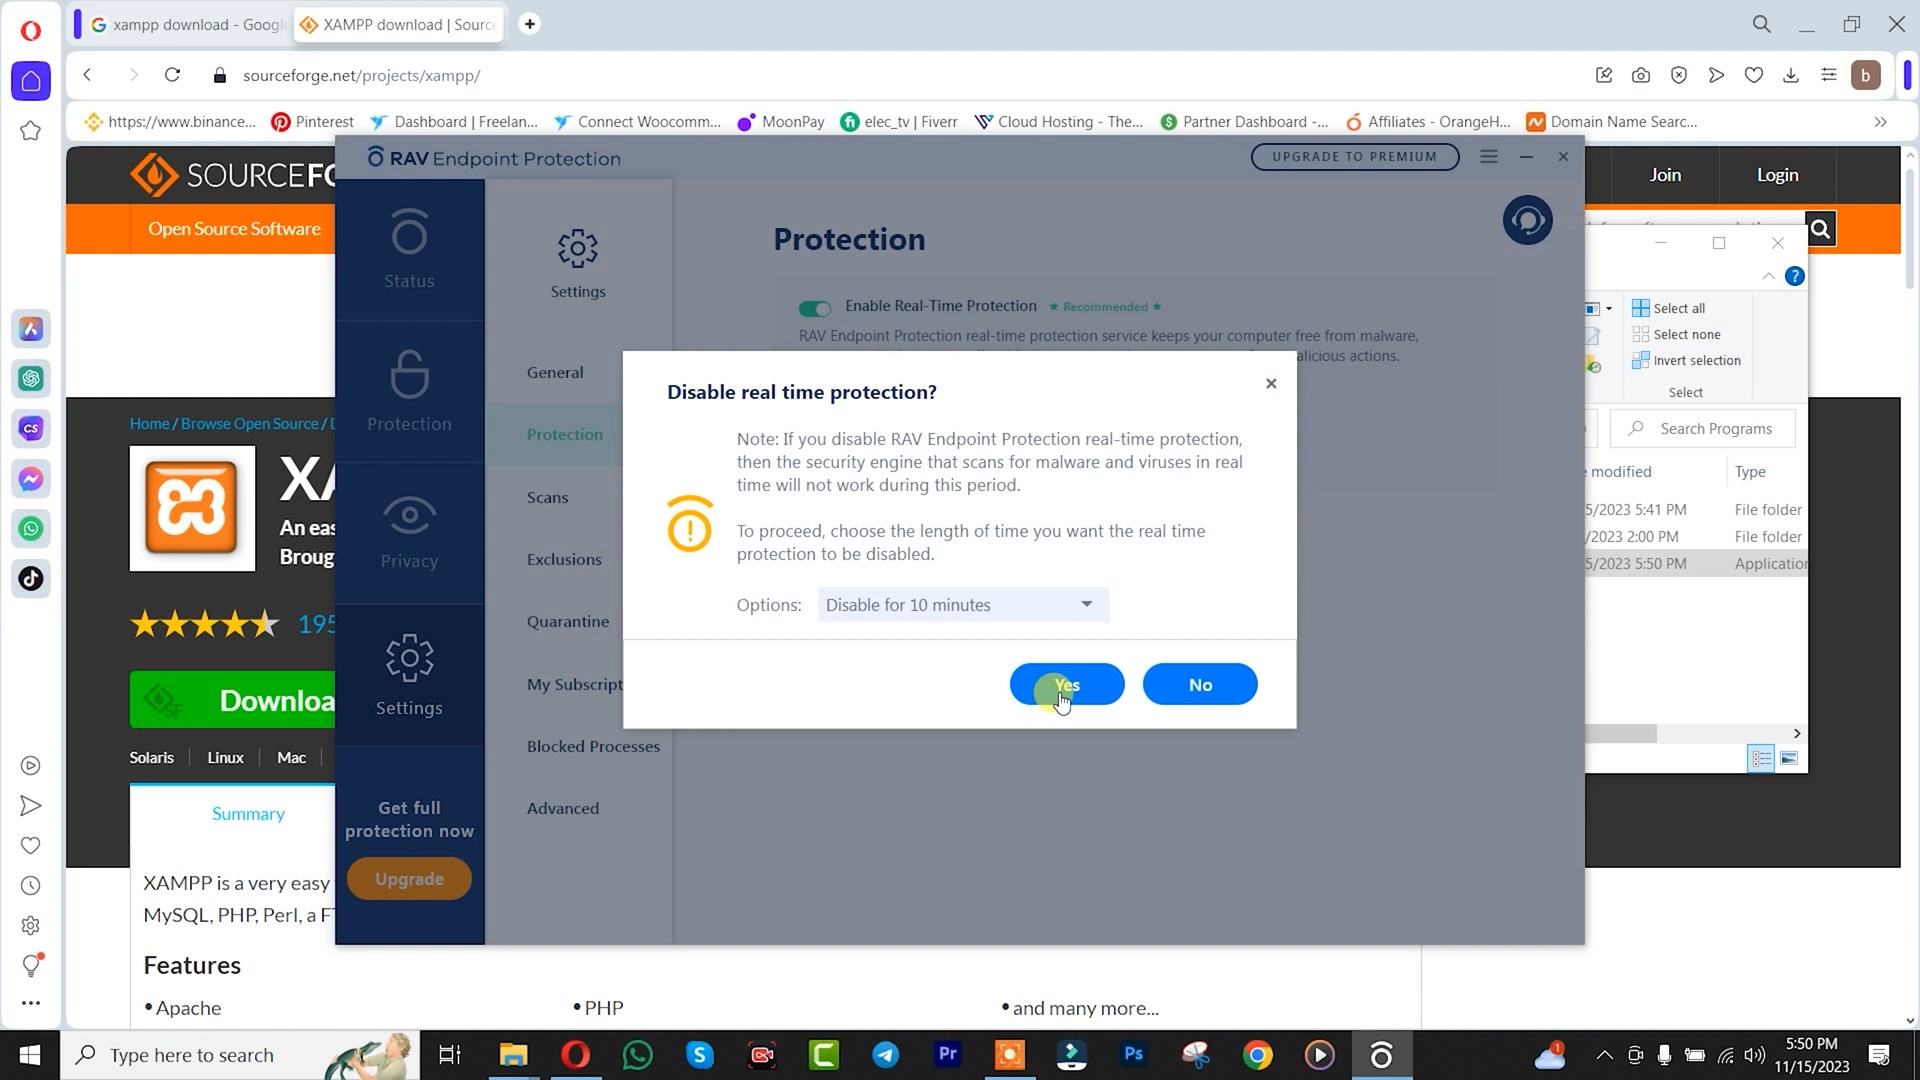 xampp download - Googl
XAMPP download | Source
sourceforge.net/projects/xampp/
b
https://www.binance...
Pinterest
Dashboard | Freelan...
Connect Woocomm...
MoonPay
elec_tv | Fiverr
Cloud Hosting - The...
Partner Dashboard -...
Affiliates - OrangeH...
Domain Name Searc...
SOURCEFO
Join
Login
Open Source Software
RAV Endpoint Protection
UPGRADE TO PREMIUM
Status
Protection
Privacy
Settings
Get full
protection now
Upgrade
Settings
General
Protection
Scans
Exclusions
Quarantine
My Subscript
Blocked Processes
Advanced
Protection
Enable Real-Time Protection
★ Recommended ★
RAV Endpoint Protection real-time protection service keeps your computer free from malware,
alicious actions.
Disable real time protection?
Note: If you disable RAV Endpoint Protection real-time protection,
then the security engine that scans for malware and viruses in real
time will not work during this period.
To proceed, choose the length of time you want the real time
protection to be disabled.
Options:
Disable for 10 minutes
Yes
No
Select all
Select none
Invert selection
Select
Search Programs
modified
Type
5/2023 5:41 PM
File folder
/2023 2:00 PM
File folder
5/2023 5:50 PM
Application
Home / Browse Open Source / D
XA
An eas
Broug
195
SF
Downloa
Solaris
Linux
Mac
Summary
XAMPP is a very easy
MySQL, PHP, Perl, a FT
Features
• Apache
• PHP
• and many more...
Type here to search
Pr
Ps
1
5:50 PM
11/15/2023